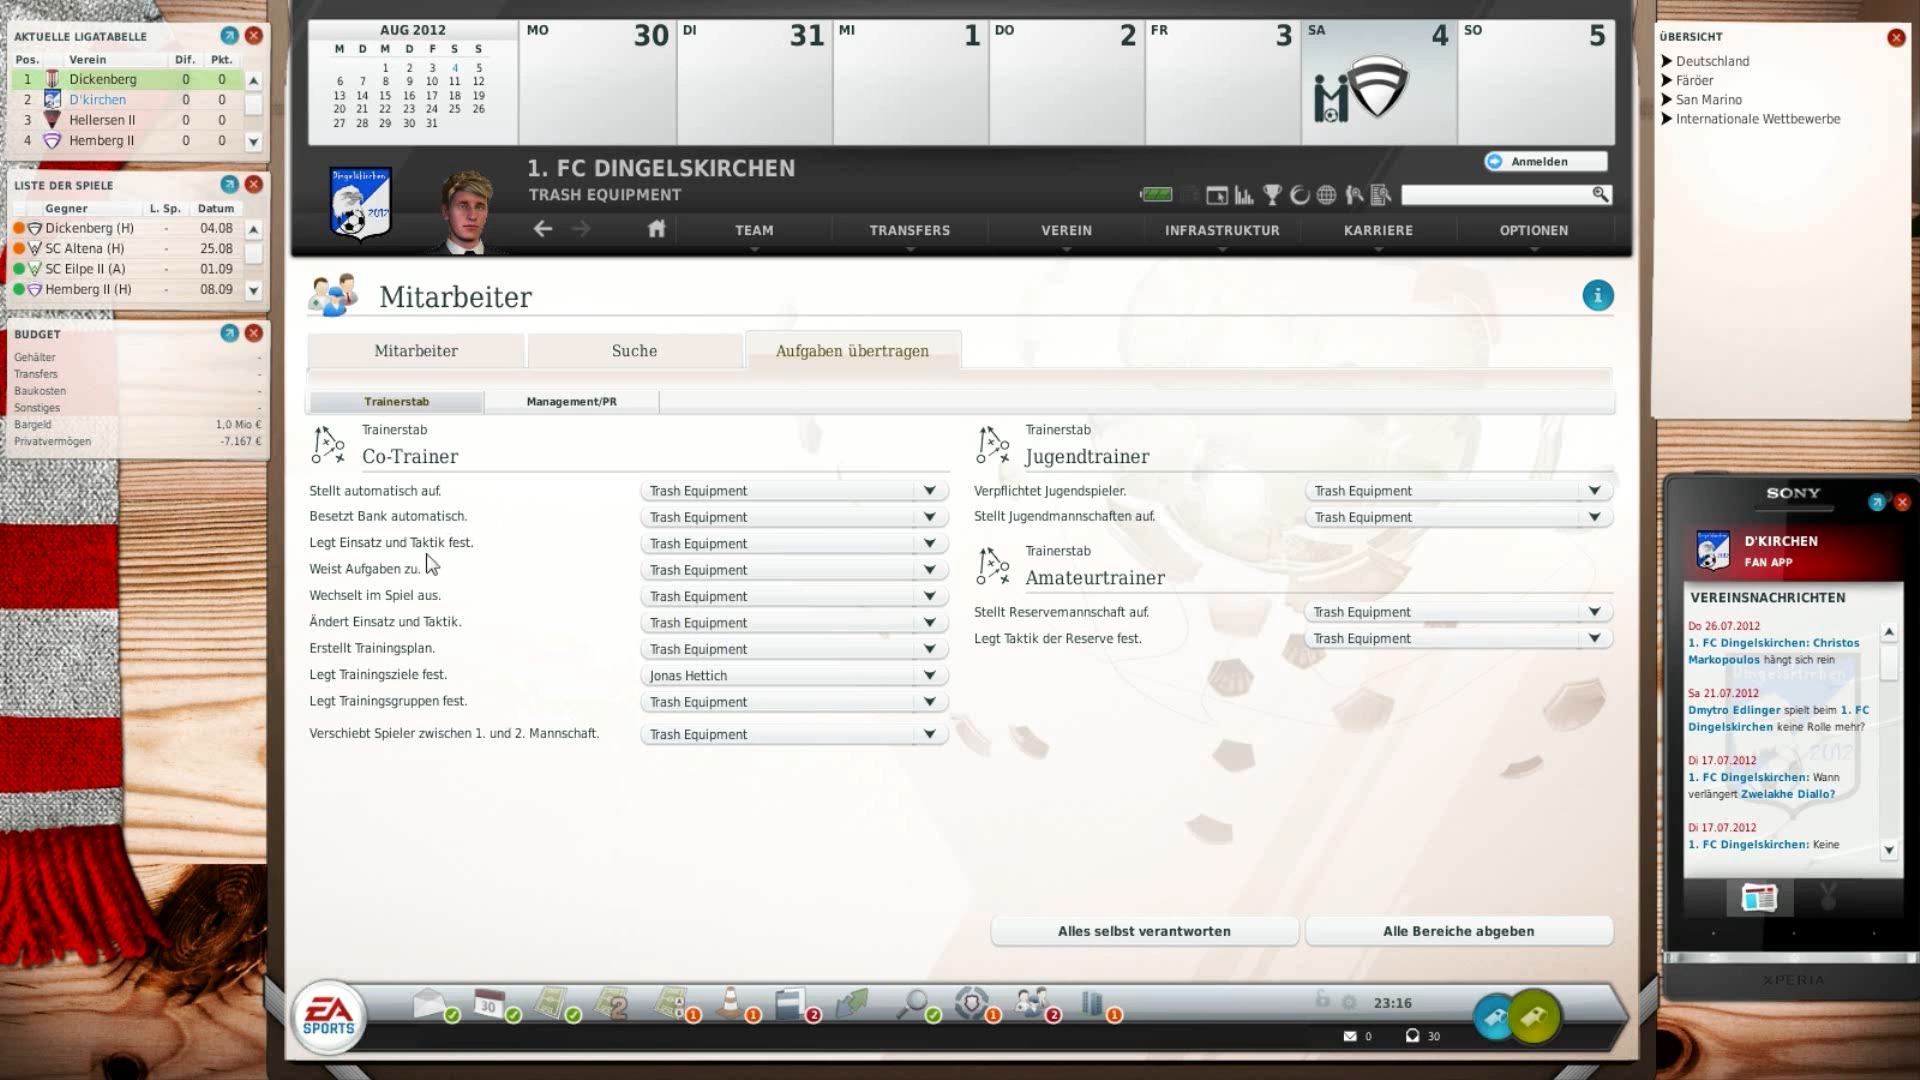 AKTUELLE LIGATABELLE
Pos. Verein Dif. Pkt.
1 Dickenberg 0 0
2 D'kirchen 0 0
3 Hellersen II 0 0
4 Hemberg II 0 0
LISTE DER SPIELE
Gegner L. Sp. Datum
Dickenberg (H) - 04.08
SC Altena (H) - 25.08
SC Eilpe II (A) - 01.09
Hemberg II (H) - 08.09
BUDGET
Gehälter -
Transfers -
Baukosten -
Sonstiges -
Bargeld 1,0 Mio €
Privatvermögen -7.167 €
AUG 2012
M D M D F S S
1 2 3 4 5
6 7 8 9 10 11 12
13 14 15 16 17 18 19
20 21 22 23 24 25 26
27 28 29 30 31
MO 30 DI 31 MI 1 DO 2 FR 3 SA 4 SO 5
Dingelskirchen
2012
1. FC DINGELSKIRCHEN
TRASH EQUIPMENT
Anmelden
TEAM TRANSFERS VEREIN INFRASTRUKTUR KARRIERE OPTIONEN
Mitarbeiter
Mitarbeiter Suche Aufgaben übertragen
Trainerstab Management/PR
Trainerstab
Co-Trainer
Stellt automatisch auf. Trash Equipment
Besetzt Bank automatisch. Trash Equipment
Legt Einsatz und Taktik fest. Trash Equipment
Weist Aufgaben zu. Trash Equipment
Wechselt im Spiel aus. Trash Equipment
Ändert Einsatz und Taktik. Trash Equipment
Erstellt Trainingsplan. Trash Equipment
Legt Trainingsziele fest. Jonas Hettich
Legt Trainingsgruppen fest. Trash Equipment
Verschiebt Spieler zwischen 1. und 2. Mannschaft. Trash Equipment
Trainerstab
Jugendtrainer
Verpflichtet Jugendspieler. Trash Equipment
Stellt Jugendmannschaften auf. Trash Equipment
Trainerstab
Amateurtrainer
Stellt Reservemannschaft auf. Trash Equipment
Legt Taktik der Reserve fest. Trash Equipment
Alles selbst verantworten Alle Bereiche abgeben
EA
SPORTS
30 2 1 1 2 1 2 1
23:16
0 30
ÜBERSICHT
Deutschland
Färöer
San Marino
Internationale Wettbewerbe
SONY
D'KIRCHEN
FAN APP
VEREINSNACHRICHTEN
Do 26.07.2012
1. FC Dingelskirchen: Christos
Markopoulos hängt sich rein
Sa 21.07.2012
Dmytro Edlinger spielt beim 1. FC
Dingelskirchen keine Rolle mehr?
Di 17.07.2012
1. FC Dingelskirchen: Wann
verlängert Zwelakhe Diallo?
Di 17.07.2012
1. FC Dingelskirchen: Keine
XPERIA